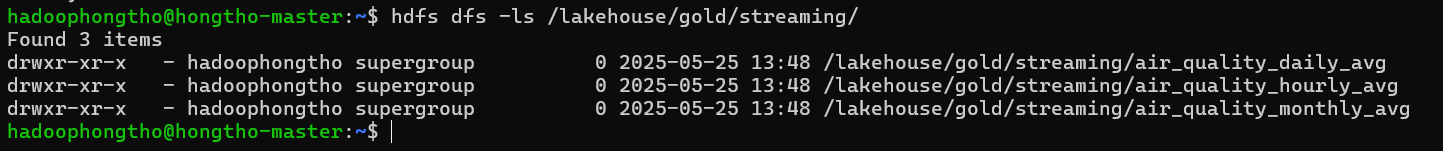 hadoophongtho@hongtho-master:~$ hdfs dfs -ls /lakehouse/gold/streaming/
Found 3 items
drwxr-xr-x   - hadoophongtho supergroup          0 2025-05-25 13:48 /lakehouse/gold/streaming/air_quality_daily_avg
drwxr-xr-x   - hadoophongtho supergroup          0 2025-05-25 13:48 /lakehouse/gold/streaming/air_quality_hourly_avg
drwxr-xr-x   - hadoophongtho supergroup          0 2025-05-25 13:48 /lakehouse/gold/streaming/air_quality_monthly_avg
hadoophongtho@hongtho-master:~$